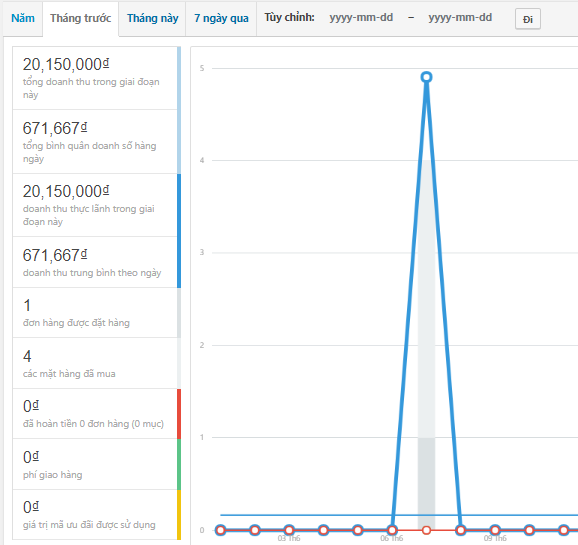 Năm Tháng trước Tháng này 7 ngày qua Tùy chỉnh: yyyy-mm-dd – yyyy-mm-dd Đi
20,150,000₫
tổng doanh thu trong giai đoạn
này
671,667₫
tổng bình quân doanh số hàng
ngày
20,150,000₫
doanh thu thực lãnh trong giai
đoạn này
671,667₫
doanh thu trung bình theo ngày
1
đơn hàng được đặt hàng
4
các mặt hàng đã mua
0₫
đã hoàn tiền 0 đơn hàng (0 mục)
0₫
phí giao hàng
0₫
giá trị mã ưu đãi được sử dụng
5
4
3
2
1
0
03 Th6 06 Th6 09 Th6